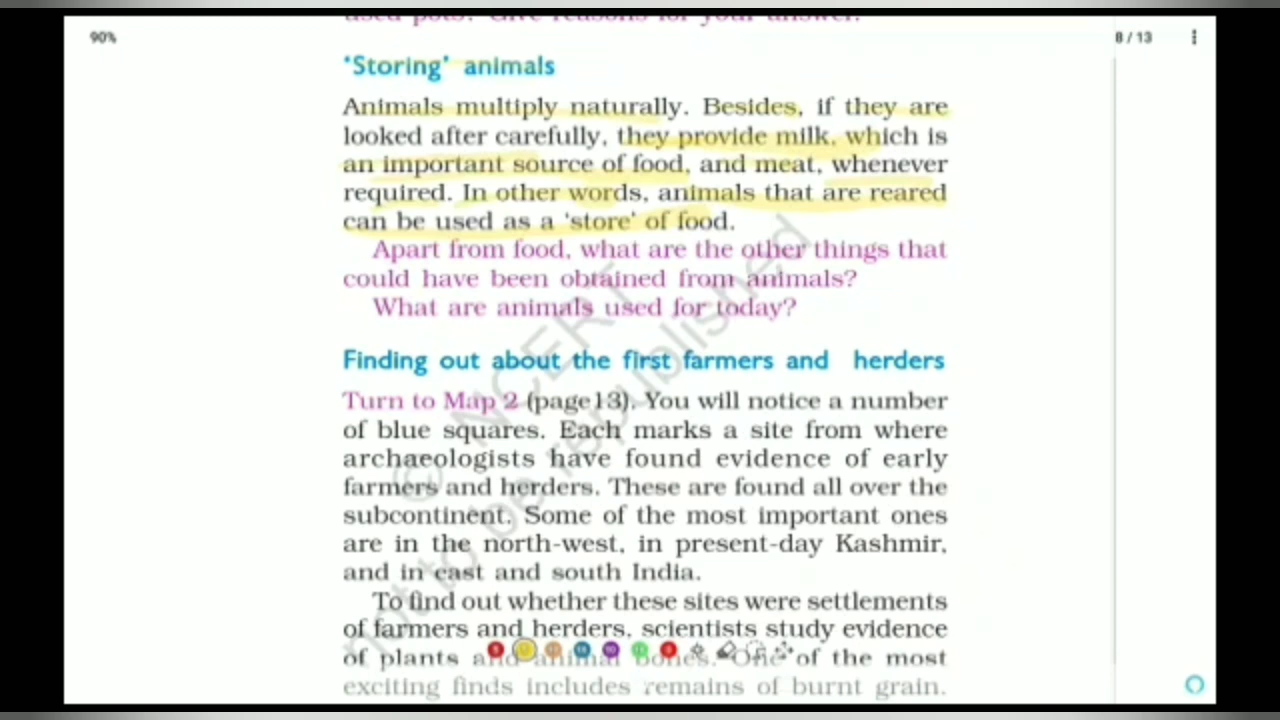 used pots? Give reasons for your answer.
90%
8 / 13
'Storing' animals
Animals multiply naturally. Besides, if they are
looked after carefully, they provide milk, which is
an important source of food, and meat, whenever
required. In other words, animals that are reared
can be used as a 'store' of food.
Apart from food, what are the other things that
could have been obtained from animals?
What are animals used for today?
Finding out about the first farmers and herders
Turn to Map 2 (page13). You will notice a number
of blue squares. Each marks a site from where
archaeologists have found evidence of early
farmers and herders. These are found all over the
subcontinent. Some of the most important ones
are in the north-west, in present-day Kashmir,
and in east and south India.
To find out whether these sites were settlements
of farmers and herders, scientists study evidence
of plants and animal bones. One of the most
exciting finds includes remains of burnt grain.
© NCERT
not to be republished